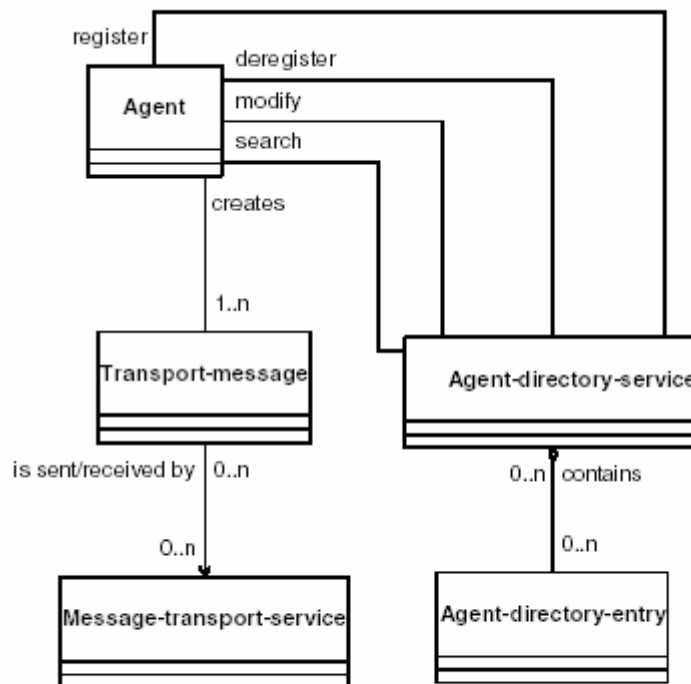 register
deregister
Agent
modify
search
creates
1..n
Transport-message
Agent-directory-service
is sent/received by 0..n
0..n contains
0..n
0..n
Message-transport-service
Agent-directory-entry